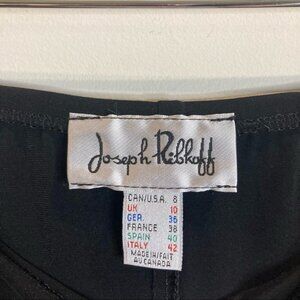 Joseph Ribkoff
CAN/U.S.A. 8
UK 10
GER. 36
FRANCE 38
SPAIN 40
ITALY 42
MADE IN/FAIT
AU CANADA